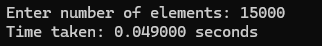 Enter number of elements: 15000
Time taken: 0.049000 seconds